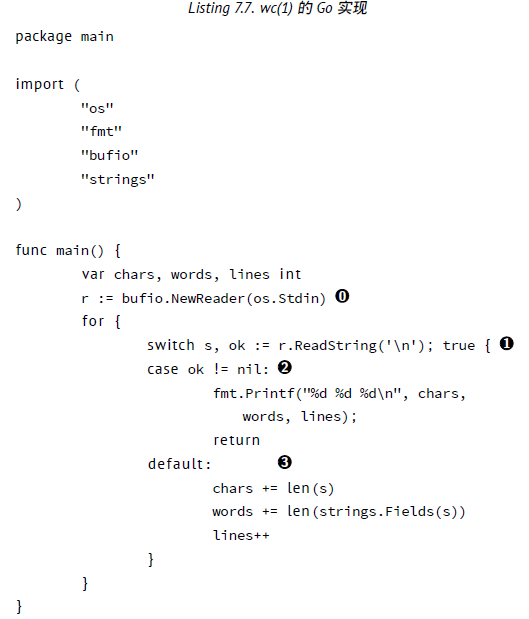 Listing 7.7. wc(1) 的 Go 实现
package main
import (
"os"
"fmt"
"bufio"
"strings"
)
func main() {
var chars, words, lines int
r := bufio.NewReader(os.Stdin) ⓿
for {
switch s, ok := r.ReadString('\n'); true { ❶
case ok != nil: ❷
fmt.Printf("%d %d %d\n", chars,
words, lines);
return
default: ❸
chars += len(s)
words += len(strings.Fields(s))
lines++
}
}
}